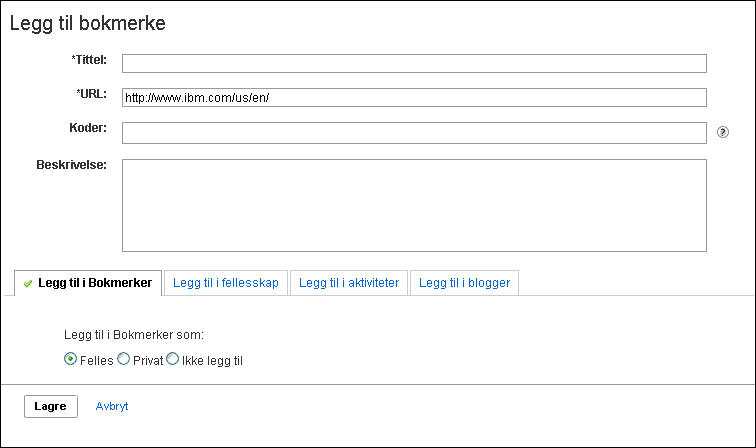 Legg til bokmerke
*Tittel:
*URL: http://www.ibm.com/us/en/
Koder: ?
Beskrivelse:
Legg til i Bokmerker Legg til i fellesskap Legg til i aktiviteter Legg til i blogger
Legg til i Bokmerker som:
Felles Privat Ikke legg til
Lagre Avbryt